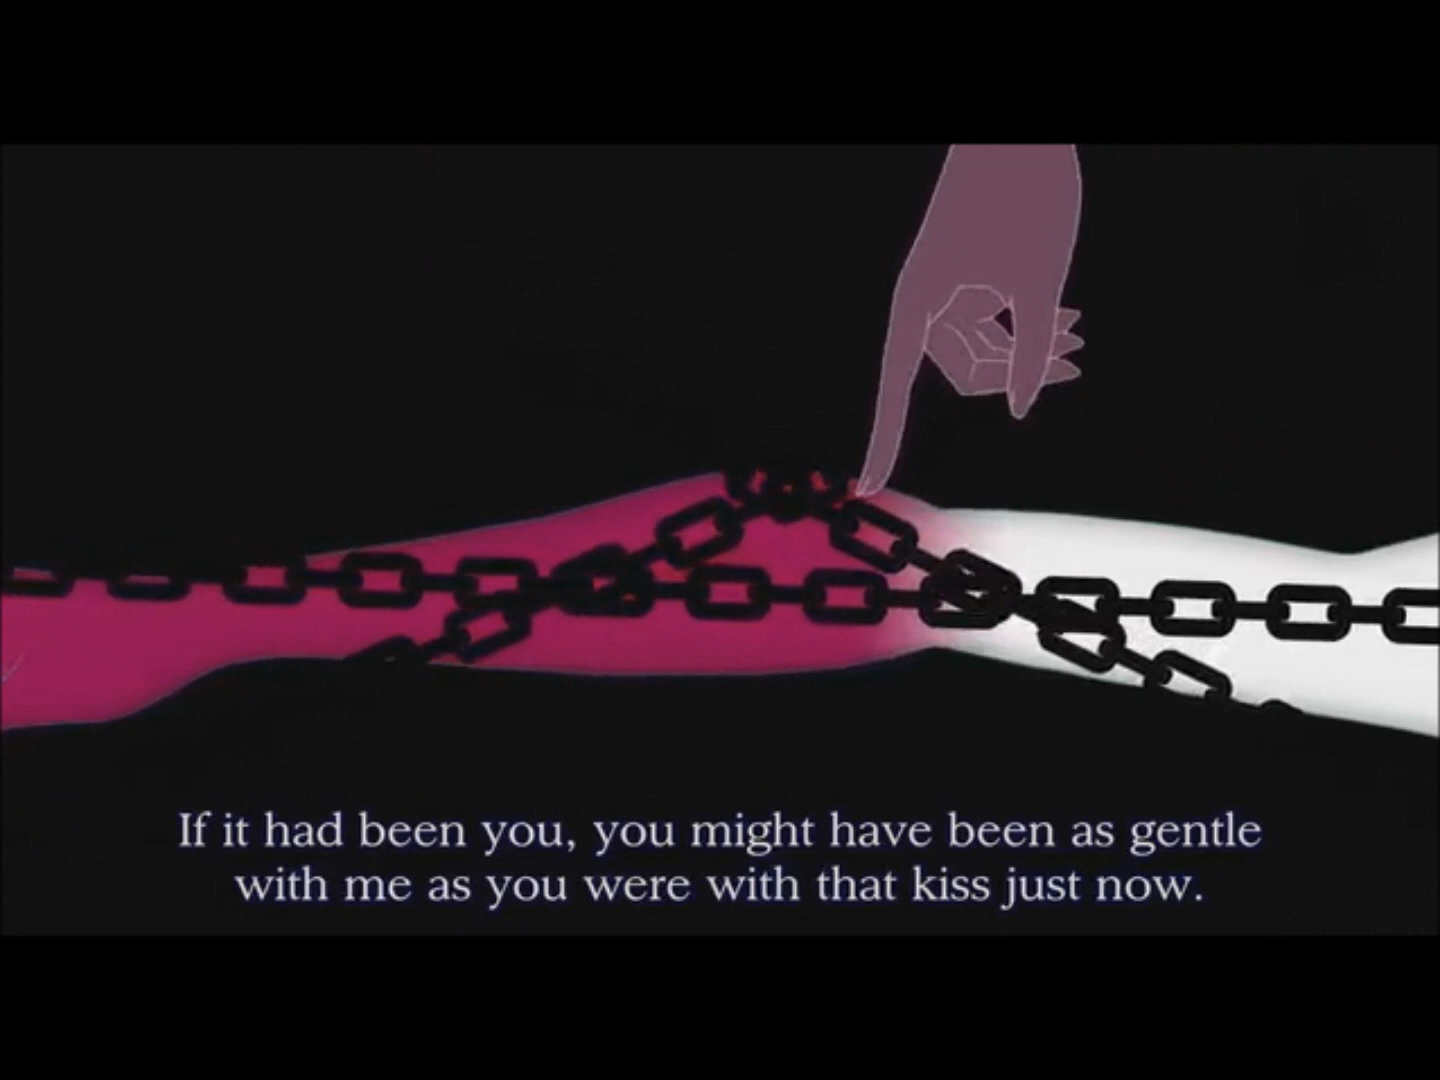 If it had been you, you might have been as gentle
with me as you were with that kiss just now.